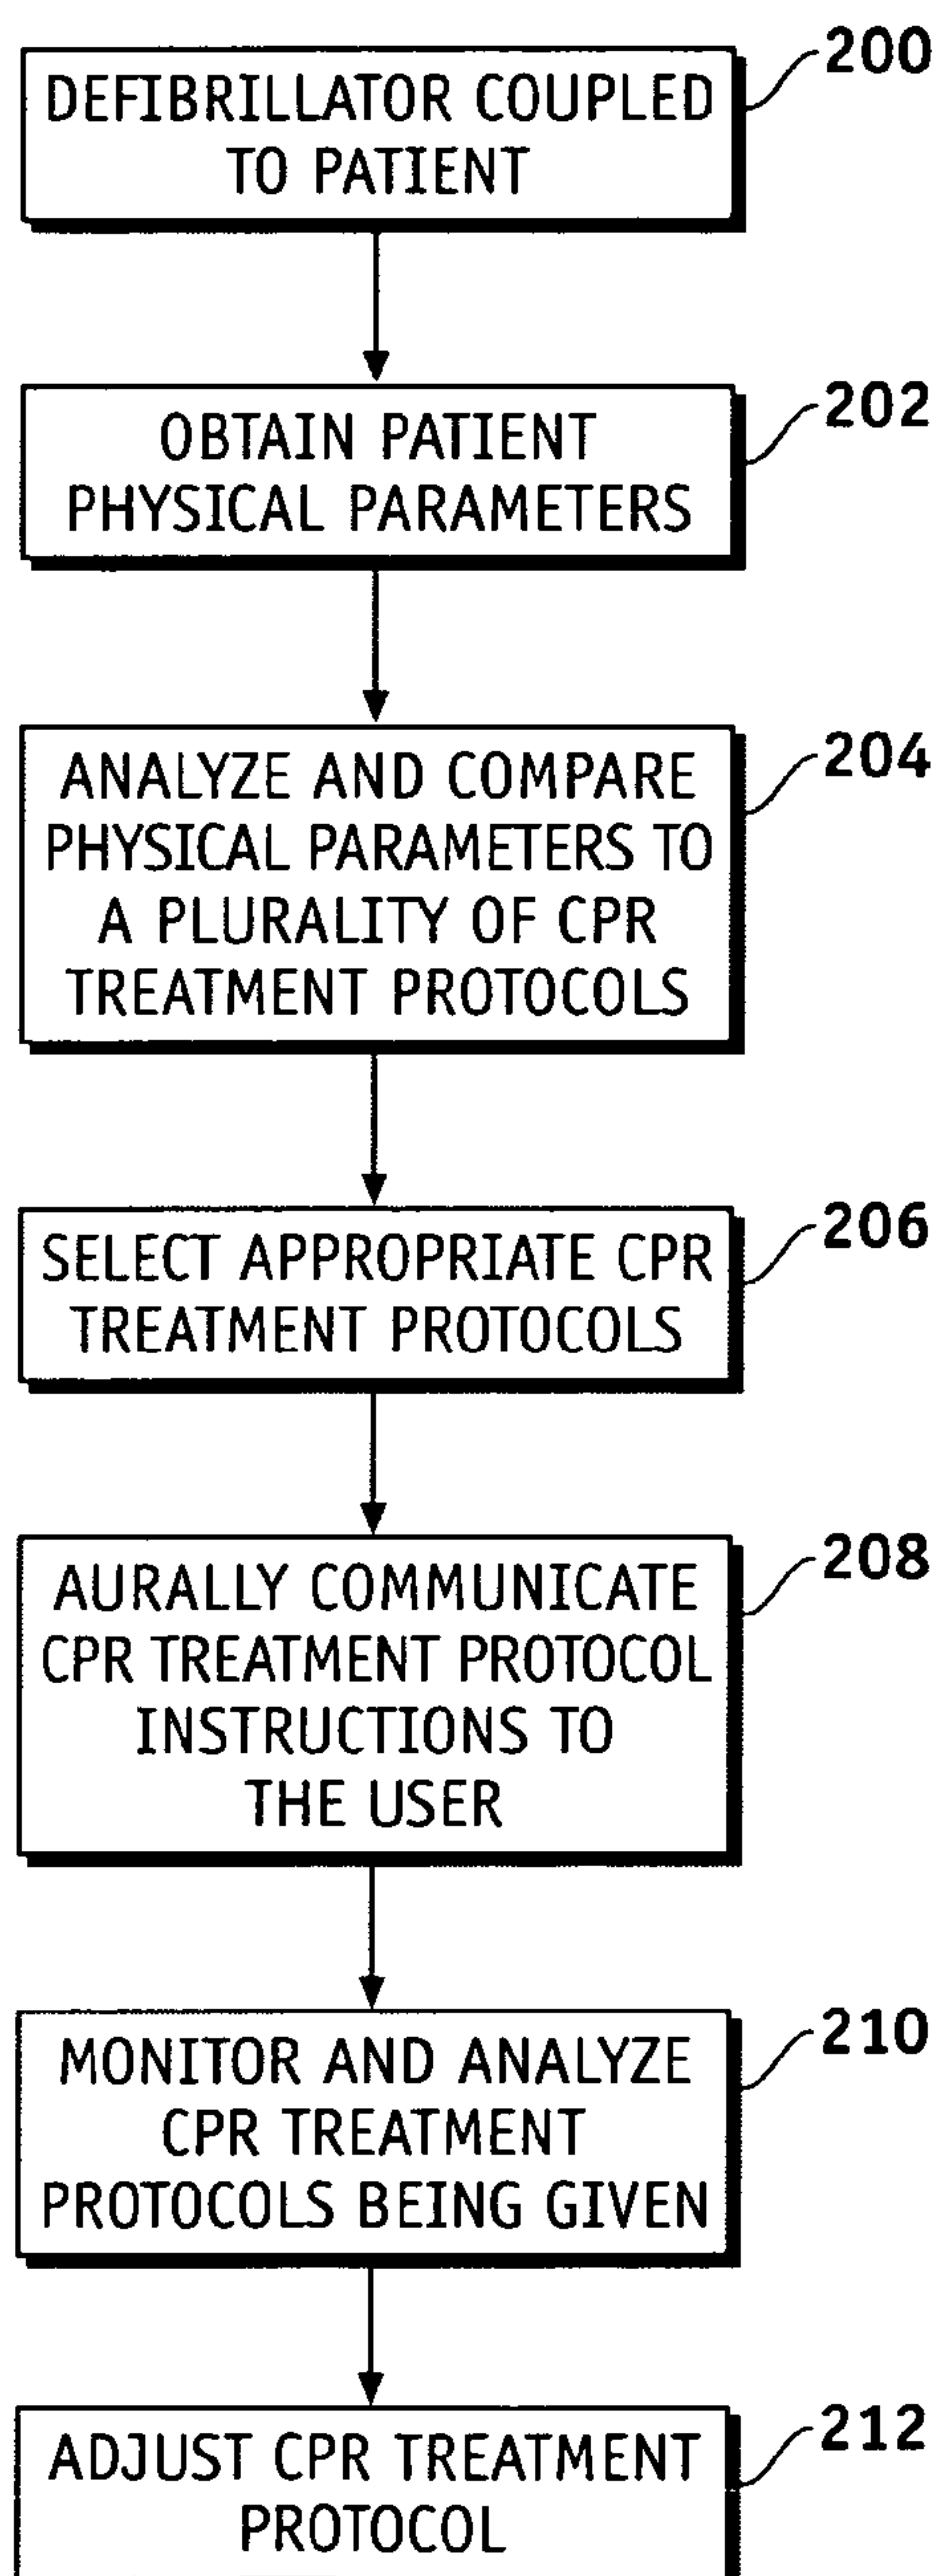 200
DEFIBRILLATOR COUPLED
TO PATIENT
202
OBTAIN PATIENT
PHYSICAL PARAMETERS
204
ANALYZE AND COMPARE
PHYSICAL PARAMETERS TO
A PLURALITY OF CPR
TREATMENT PROTOCOLS
206
SELECT APPROPRIATE CPR
TREATMENT PROTOCOLS
208
AURALLY COMMUNICATE
CPR TREATMENT PROTOCOL
INSTRUCTIONS TO
THE USER
210
MONITOR AND ANALYZE
CPR TREATMENT
PROTOCOLS BEING GIVEN
212
ADJUST CPR TREATMENT
PROTOCOL